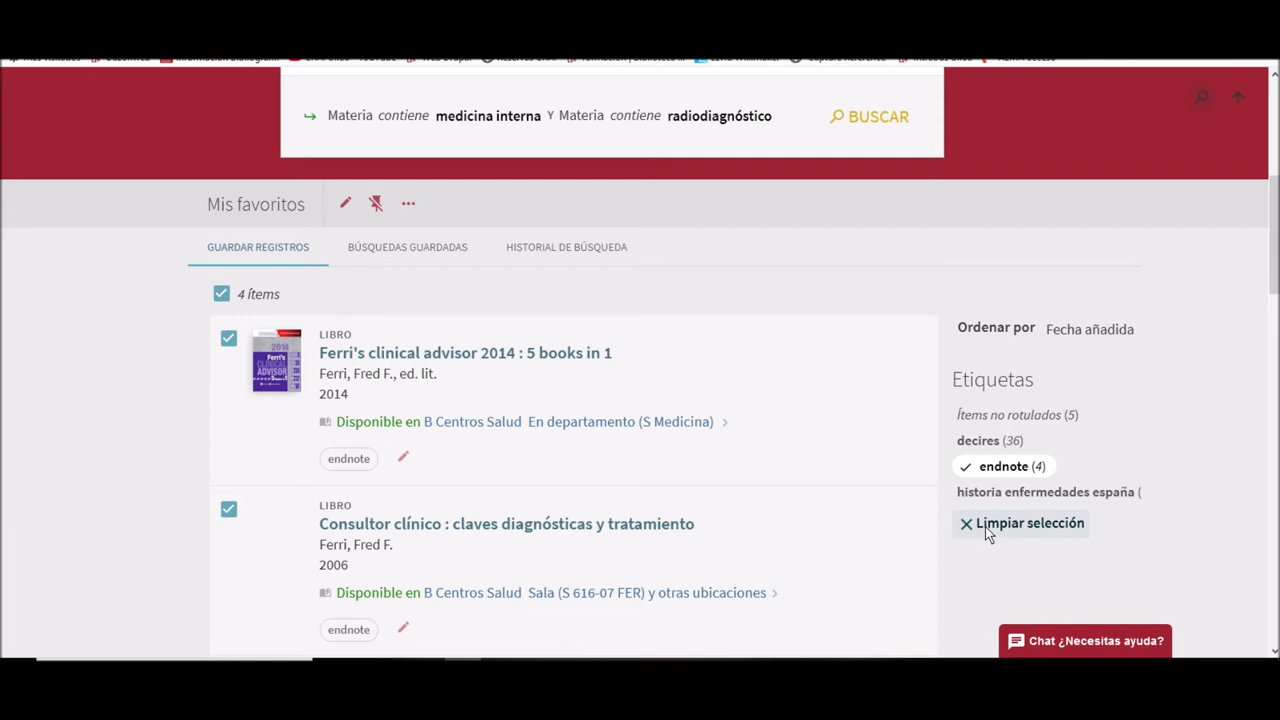 Materia contiene medicina interna Y Materia contiene radiodiagnóstico
BUSCAR
Mis favoritos
GUARDAR REGISTROS
BÚSQUEDAS GUARDADAS
HISTORIAL DE BÚSQUEDA
4 ítems
LIBRO
Ferri's clinical advisor 2014 : 5 books in 1
Ferri, Fred F., ed. lit.
2014
Disponible en B Centros Salud En departamento (S Medicina)
endnote
LIBRO
Consultor clínico : claves diagnósticas y tratamiento
Ferri, Fred F.
2006
Disponible en B Centros Salud Sala (S 616-07 FER) y otras ubicaciones
endnote
Ordenar por Fecha añadida
Etiquetas
Ítems no rotulados (5)
decires (36)
endnote (4)
historia enfermedades españa (
Limpiar selección
Chat ¿Necesitas ayuda?